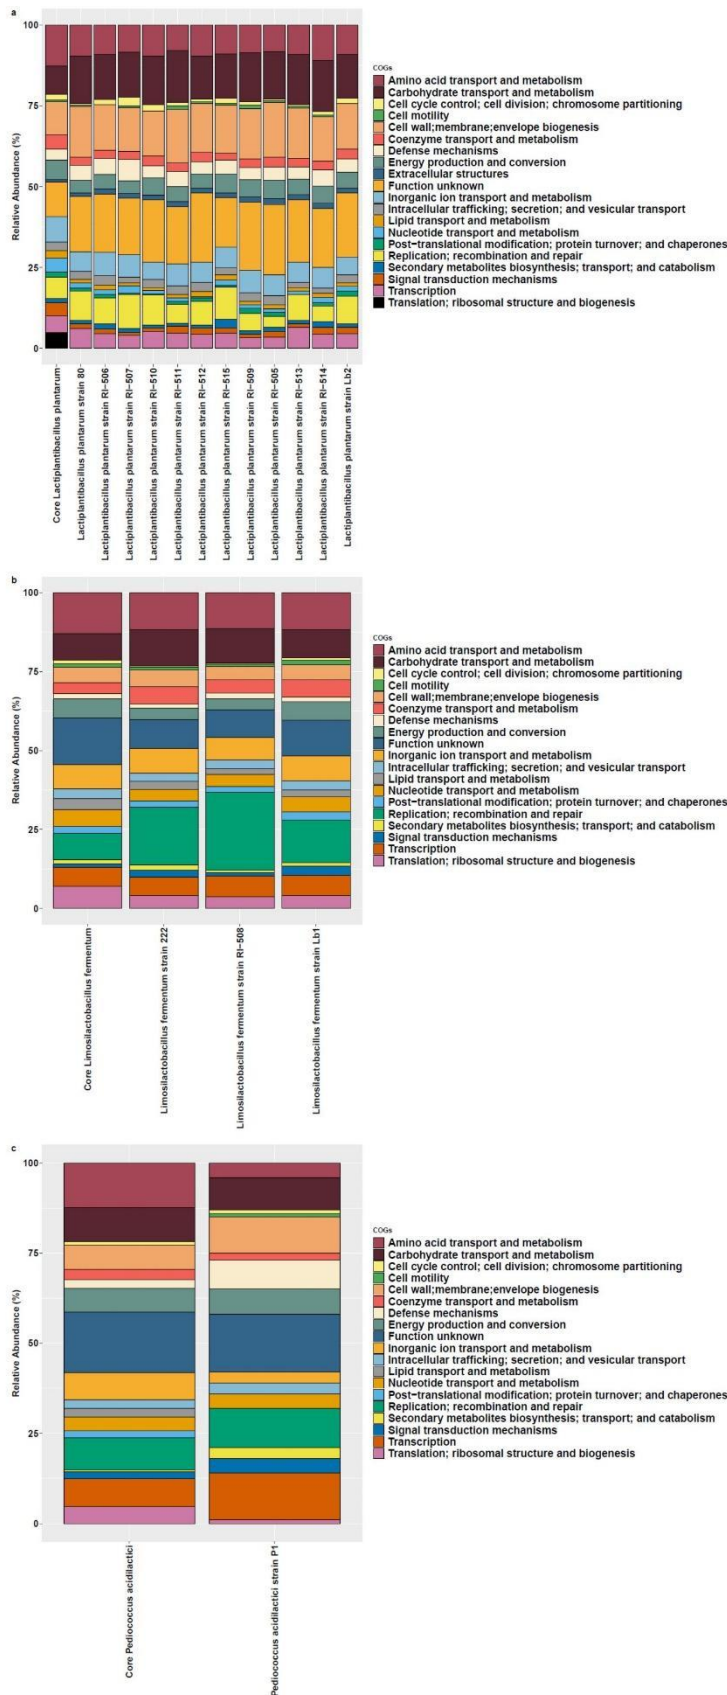 a
100
75
50
25
0
Relative Abundance (%)
COGs
Amino acid transport and metabolism
Carbohydrate transport and metabolism
Cell cycle control; cell division; chromosome partitioning
Cell motility
Cell wall;membrane;envelope biogenesis
Coenzyme transport and metabolism
Defense mechanisms
Energy production and conversion
Extracellular structures
Function unknown
Inorganic ion transport and metabolism
Intracellular trafficking; secretion; and vesicular transport
Lipid transport and metabolism
Nucleotide transport and metabolism
Post−translational modification; protein turnover; and chaperones
Replication; recombination and repair
Secondary metabolites biosynthesis; transport; and catabolism
Signal transduction mechanisms
Transcription
Translation; ribosomal structure and biogenesis
Core Lactiplantibacillus plantarum
Lactiplantibacillus plantarum strain 80
Lactiplantibacillus plantarum strain RI−506
Lactiplantibacillus plantarum strain RI−507
Lactiplantibacillus plantarum strain RI−510
Lactiplantibacillus plantarum strain RI−511
Lactiplantibacillus plantarum strain RI−512
Lactiplantibacillus plantarum strain RI−515
Lactiplantibacillus plantarum strain RI−509
Lactiplantibacillus plantarum strain RI−505
Lactiplantibacillus plantarum strain RI−513
Lactiplantibacillus plantarum strain RI−514
Lactiplantibacillus plantarum strain Lb2
b
100
75
50
25
0
Relative Abundance (%)
COGs
Amino acid transport and metabolism
Carbohydrate transport and metabolism
Cell cycle control; cell division; chromosome partitioning
Cell motility
Cell wall;membrane;envelope biogenesis
Coenzyme transport and metabolism
Defense mechanisms
Energy production and conversion
Function unknown
Inorganic ion transport and metabolism
Intracellular trafficking; secretion; and vesicular transport
Lipid transport and metabolism
Nucleotide transport and metabolism
Post−translational modification; protein turnover; and chaperones
Replication; recombination and repair
Secondary metabolites biosynthesis; transport; and catabolism
Signal transduction mechanisms
Transcription
Translation; ribosomal structure and biogenesis
Core Limosilactobacillus fermentum
Limosilactobacillus fermentum strain 222
Limosilactobacillus fermentum strain RI−508
Limosilactobacillus fermentum strain Lb1
c
100
75
50
25
0
Relative Abundance (%)
COGs
Amino acid transport and metabolism
Carbohydrate transport and metabolism
Cell cycle control; cell division; chromosome partitioning
Cell motility
Cell wall;membrane;envelope biogenesis
Coenzyme transport and metabolism
Defense mechanisms
Energy production and conversion
Function unknown
Inorganic ion transport and metabolism
Intracellular trafficking; secretion; and vesicular transport
Lipid transport and metabolism
Nucleotide transport and metabolism
Post−translational modification; protein turnover; and chaperones
Replication; recombination and repair
Secondary metabolites biosynthesis; transport; and catabolism
Signal transduction mechanisms
Transcription
Translation; ribosomal structure and biogenesis
Core Pediococcus acidilactici
Pediococcus acidilactici strain P1